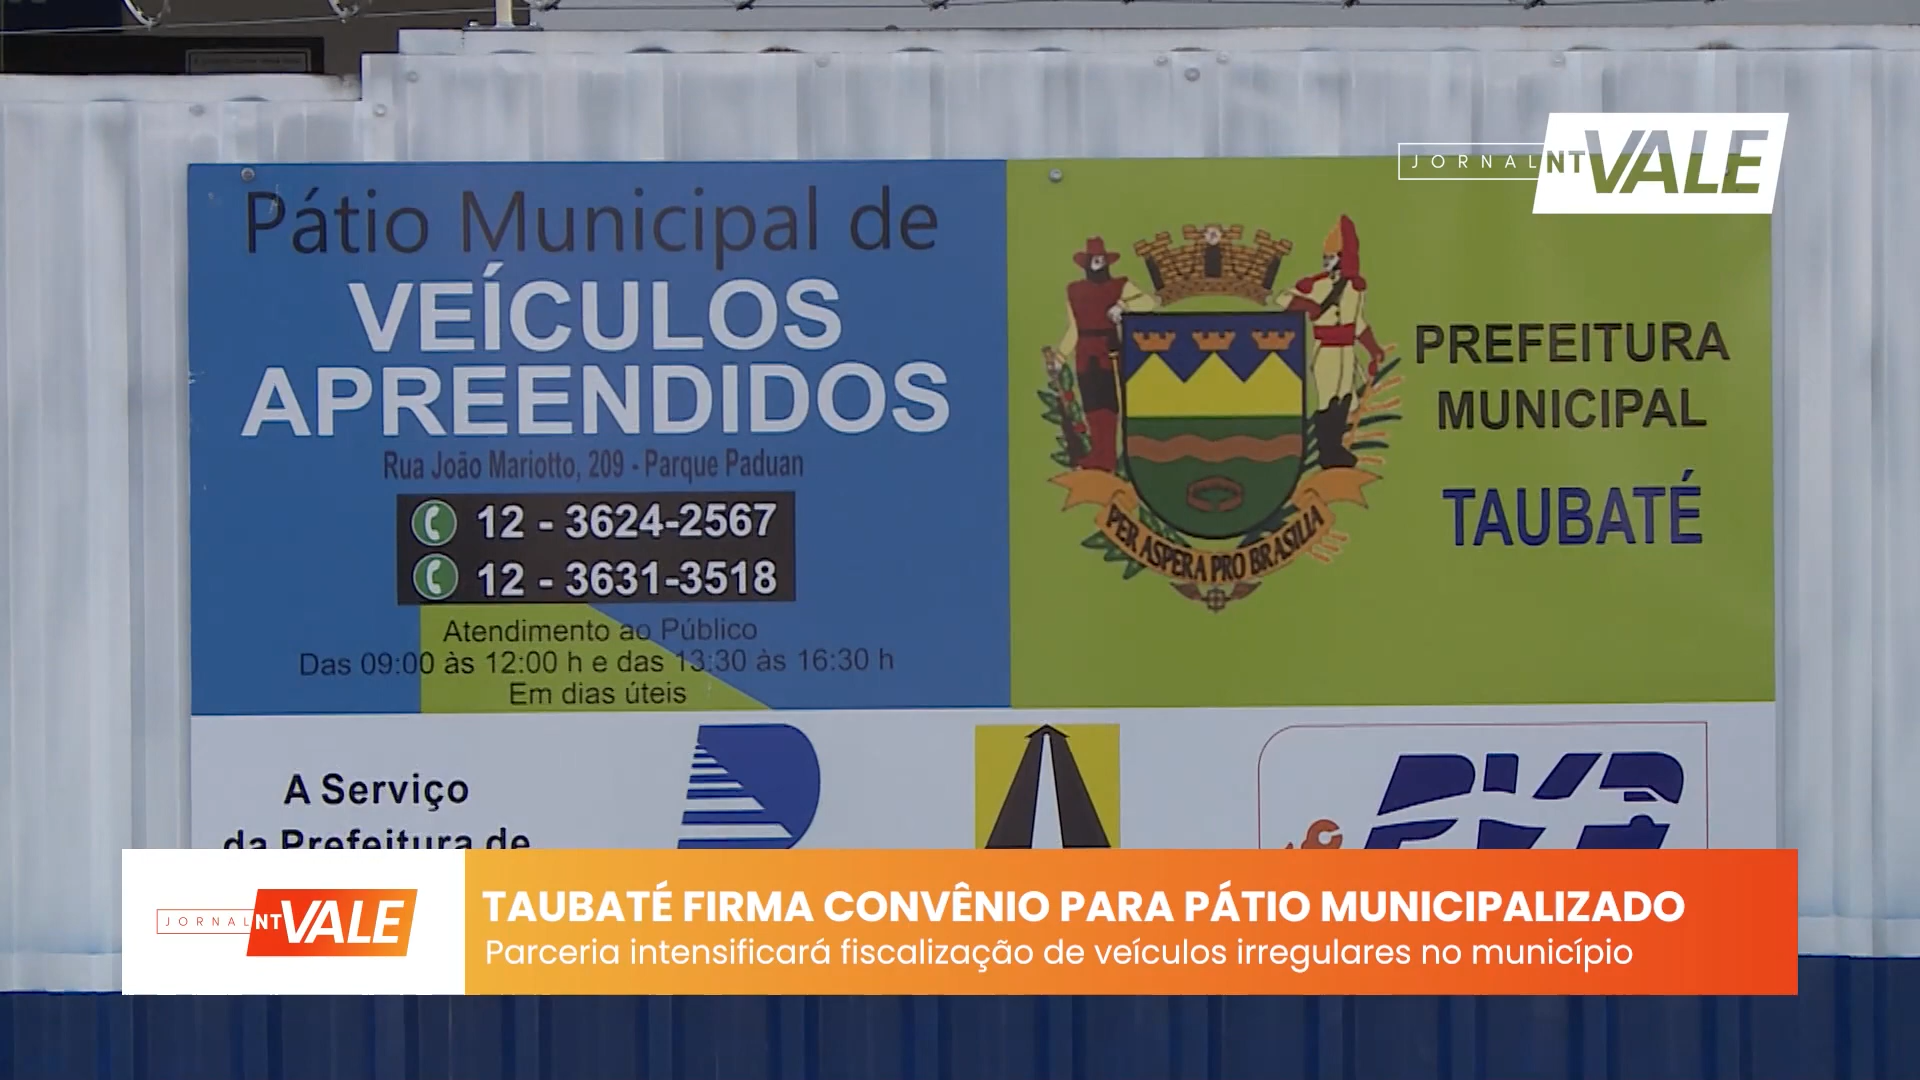 JORNAL NT VALE
Pátio Municipal de
VEÍCULOS
APREENDIDOS
Rua João Mariotto, 209 - Parque Paduan
12 - 3624-2567
12 - 3631-3518
Atendimento ao Público
Das 09:00 às 12:00 h e das 13:30 às 16:30 h
Em dias úteis
PREFEITURA
MUNICIPAL
TAUBATÉ
PER ASPERA PRO BRASILIA
A Serviço
da Prefeitura de
JORNAL NT VALE
TAUBATÉ FIRMA CONVÊNIO PARA PÁTIO MUNICIPALIZADO
Parceria intensificará fiscalização de veículos irregulares no município